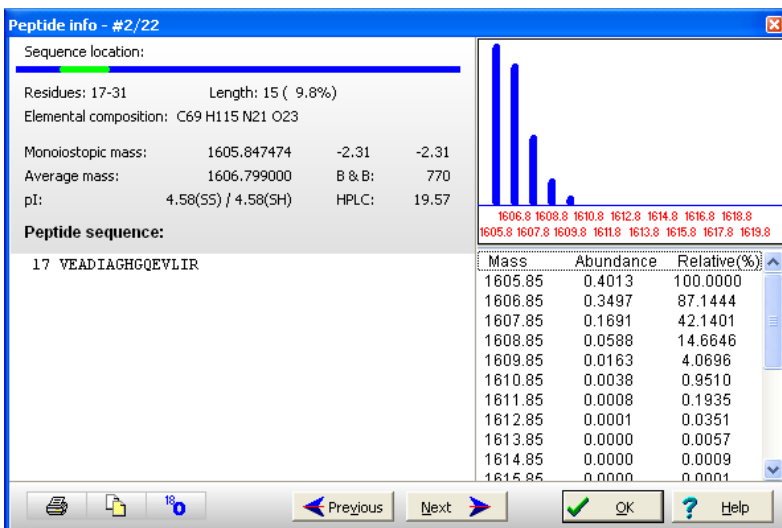 Peptide info - #2/22
Sequence location:
Residues: 17-31 Length: 15 ( 9.8%)
Elemental composition: C69 H115 N21 O23
Monoiostopic mass: 1605.847474 -2.31 -2.31
Average mass: 1606.799000 B & B: 770
pI: 4.58(SS) / 4.58(SH) HPLC: 19.57
Peptide sequence:
17 VEADIAGHGQEVLIR
1606.8 1608.8 1610.8 1612.8 1614.8 1616.8 1618.8
1605.8 1607.8 1609.8 1611.8 1613.8 1615.8 1617.8 1619.8
Mass Abundance Relative(%)
1605.85 0.4013 100.0000
1606.85 0.3497 87.1444
1607.85 0.1691 42.1401
1608.85 0.0588 14.6646
1609.85 0.0163 4.0696
1610.85 0.0038 0.9510
1611.85 0.0008 0.1935
1612.85 0.0001 0.0351
1613.85 0.0000 0.0057
1614.85 0.0000 0.0009
1615.85 0.0000 0.0001
18O
Previous
Next
OK
? Help